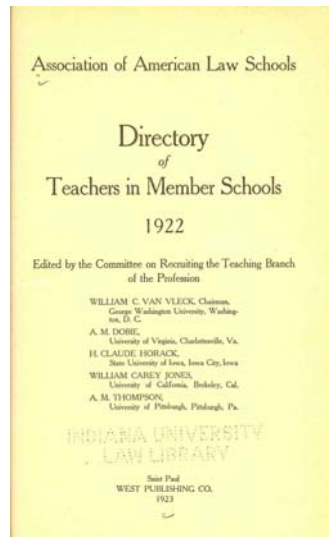 Association of American Law Schools
Directory
of
Teachers in Member Schools
1922
Edited by the Committee on Recruiting the Teaching Branch
of the Profession
WILLIAM C. VAN VLECK, Chairman,
George Washington University, Washing-
ton, D. C.
A. M. DOBIE,
University of Virginia, Charlottesville, Va.
H. CLAUDE HORACK,
State University of Iowa, Iowa City, Iowa
WILLIAM CAREY JONES,
University of California, Berkeley, Cal.
A. M. THOMPSON,
University of Pittsburgh, Pittsburgh, Pa.
INDIANA UNIVERSITY
LAW LIBRARY
Saint Paul
WEST PUBLISHING CO.
1923